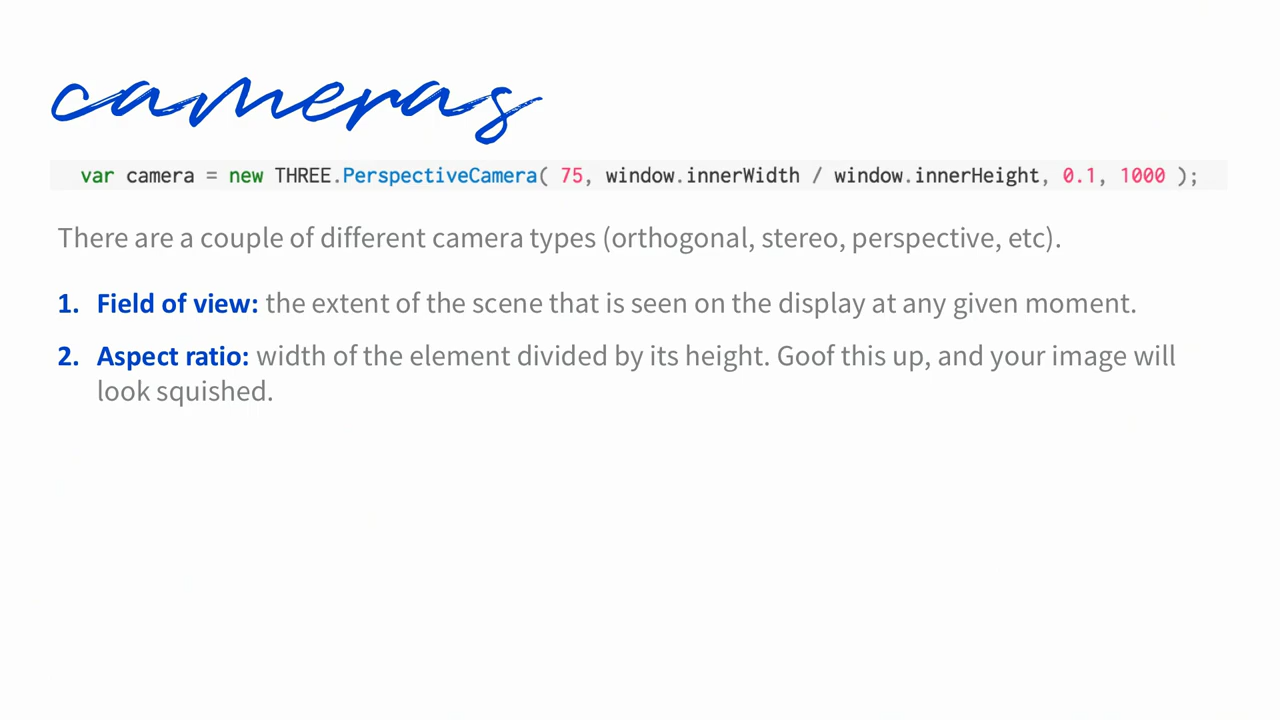 cameras
var camera = new THREE.PerspectiveCamera( 75, window.innerWidth / window.innerHeight, 0.1, 1000 );
There are a couple of different camera types (orthogonal, stereo, perspective, etc).
1. Field of view: the extent of the scene that is seen on the display at any given moment.
2. Aspect ratio: width of the element divided by its height. Goof this up, and your image will
look squished.